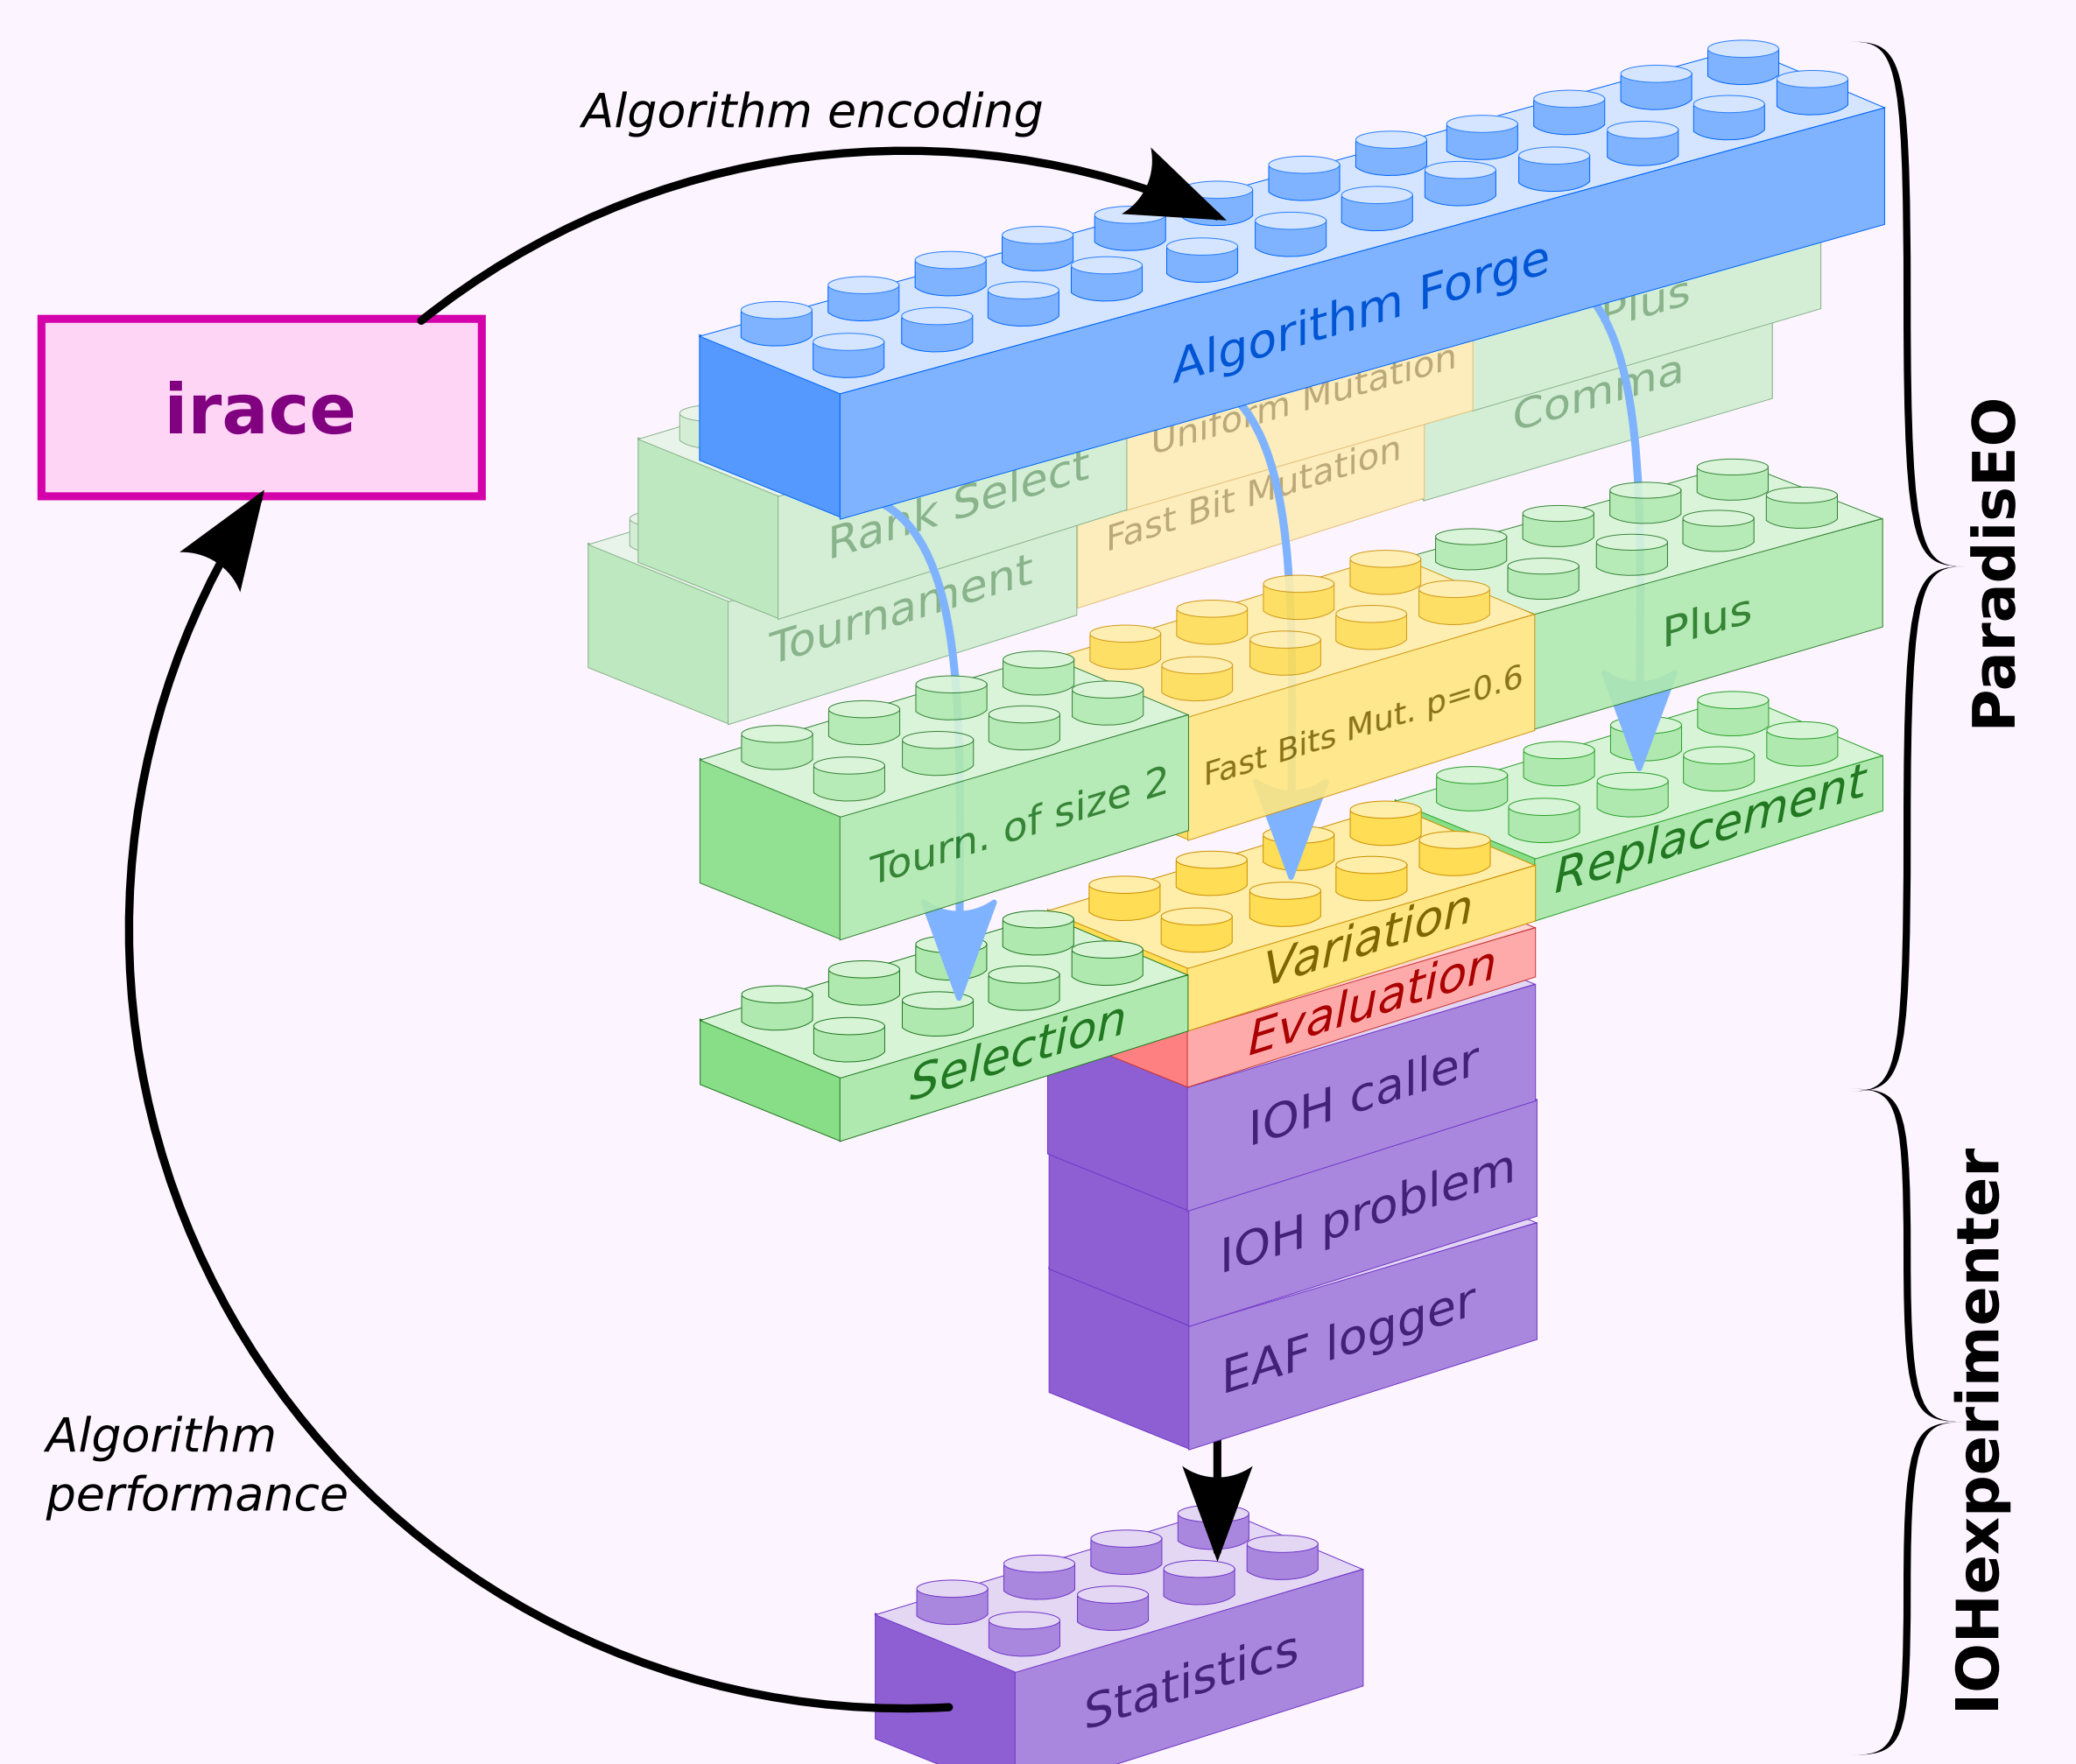 Algorithm encoding
irace
Algorithm Forge
Plus
Comma
Uniform Mutation
Fast Bit Mutation
Rank Select
Tournament
Plus
Fast Bits Mut. p=0.6
Tourn. of size 2
Replacement
Variation
Selection
Evaluation
IOH caller
IOH problem
EAF logger
Statistics
Algorithm
performance
ParadisEO
IOHexperimenter